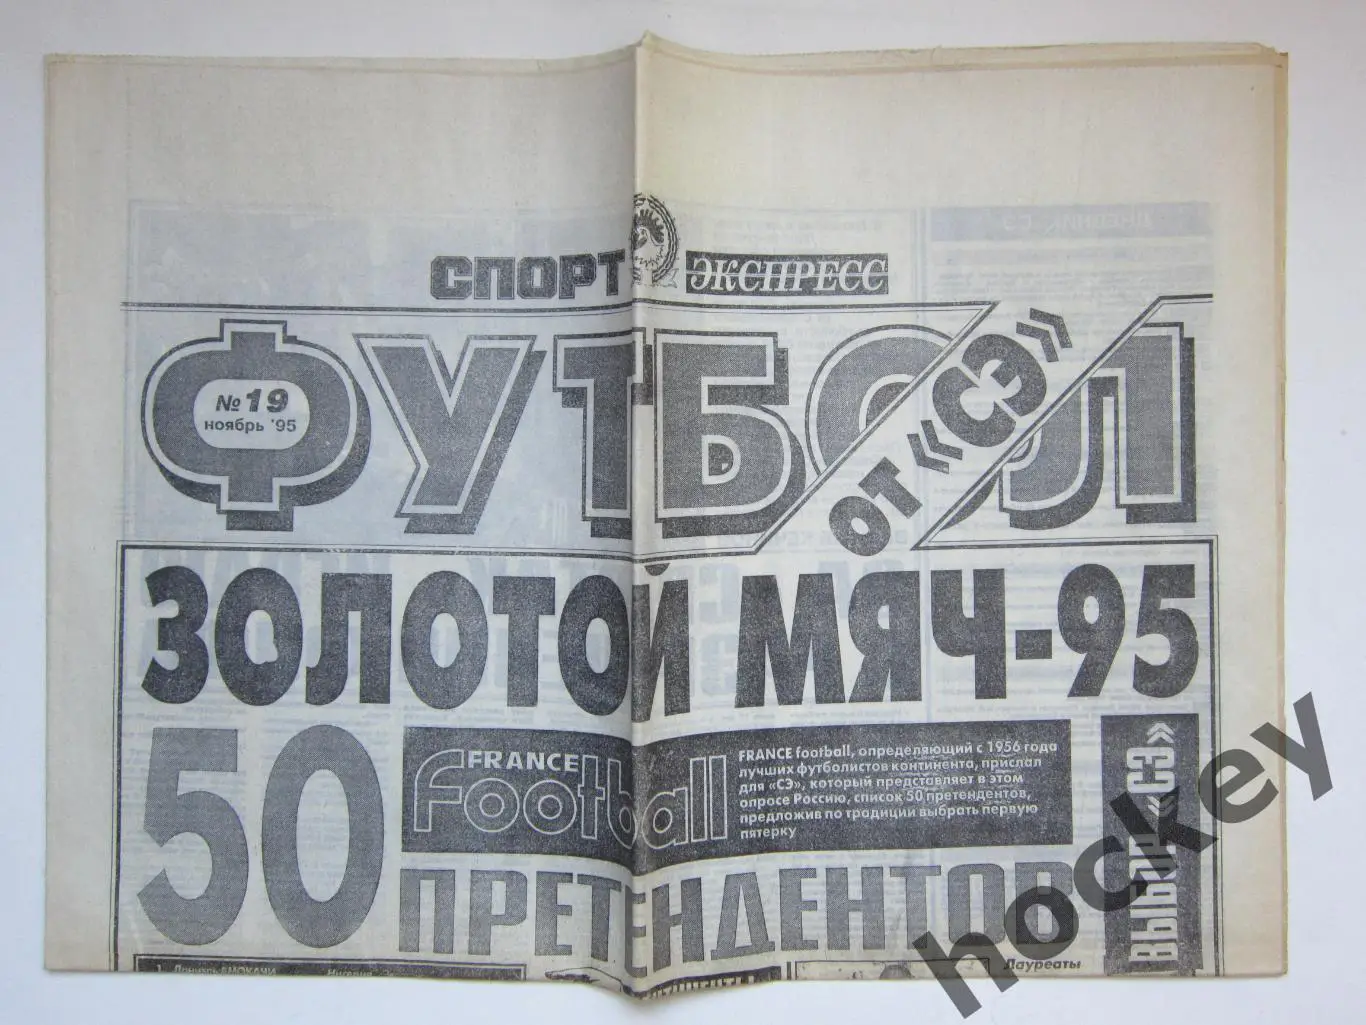 СПОРТ ЭКСПРЕСС
ФУТБОЛ
№ 19
ноябрь '95
от «СЭ»
ЗОЛОТОЙ МЯЧ-95
50
FRANCE
football
FRANCE football, определяющий с 1956 года
лучших футболистов континента, прислал
для «СЭ», который представляет в этом
опросе Россию, список 50 претендентов,
предложив по традиции выбрать первую
пятерку
ПРЕТЕНДЕНТОВ
ВЫБОР «СЭ»
Лауреаты
hockey